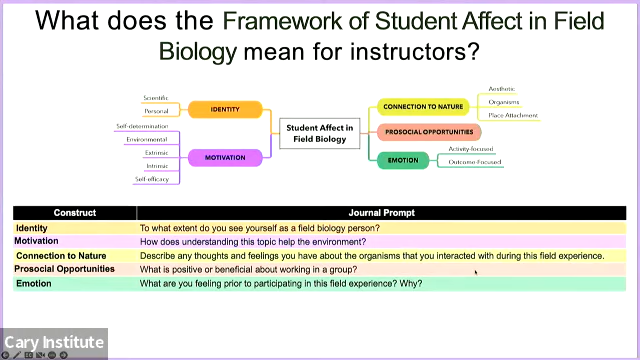 What does the Framework of Student Affect in Field
Biology mean for instructors?
Scientific
Personal
IDENTITY
Self-determination
Environmental
Extrinsic
Intrinsic
Self-efficacy
MOTIVATION
Student Affect in
Field Biology
CONNECTION TO NATURE
Aesthetic
Organisms
Place Attachment
PROSOCIAL OPPORTUNITIES
EMOTION
Activity-focused
Outcome-Focused
Construct Journal Prompt
Identity To what extent do you see yourself as a field biology person?
Motivation How does understanding this topic help the environment?
Connection to Nature Describe any thoughts and feelings you have about the organisms that you interacted with during this field experience.
Prosocial Opportunities What is positive or beneficial about working in a group?
Emotion What are you feeling prior to participating in this field experience? Why?
Cary Institute